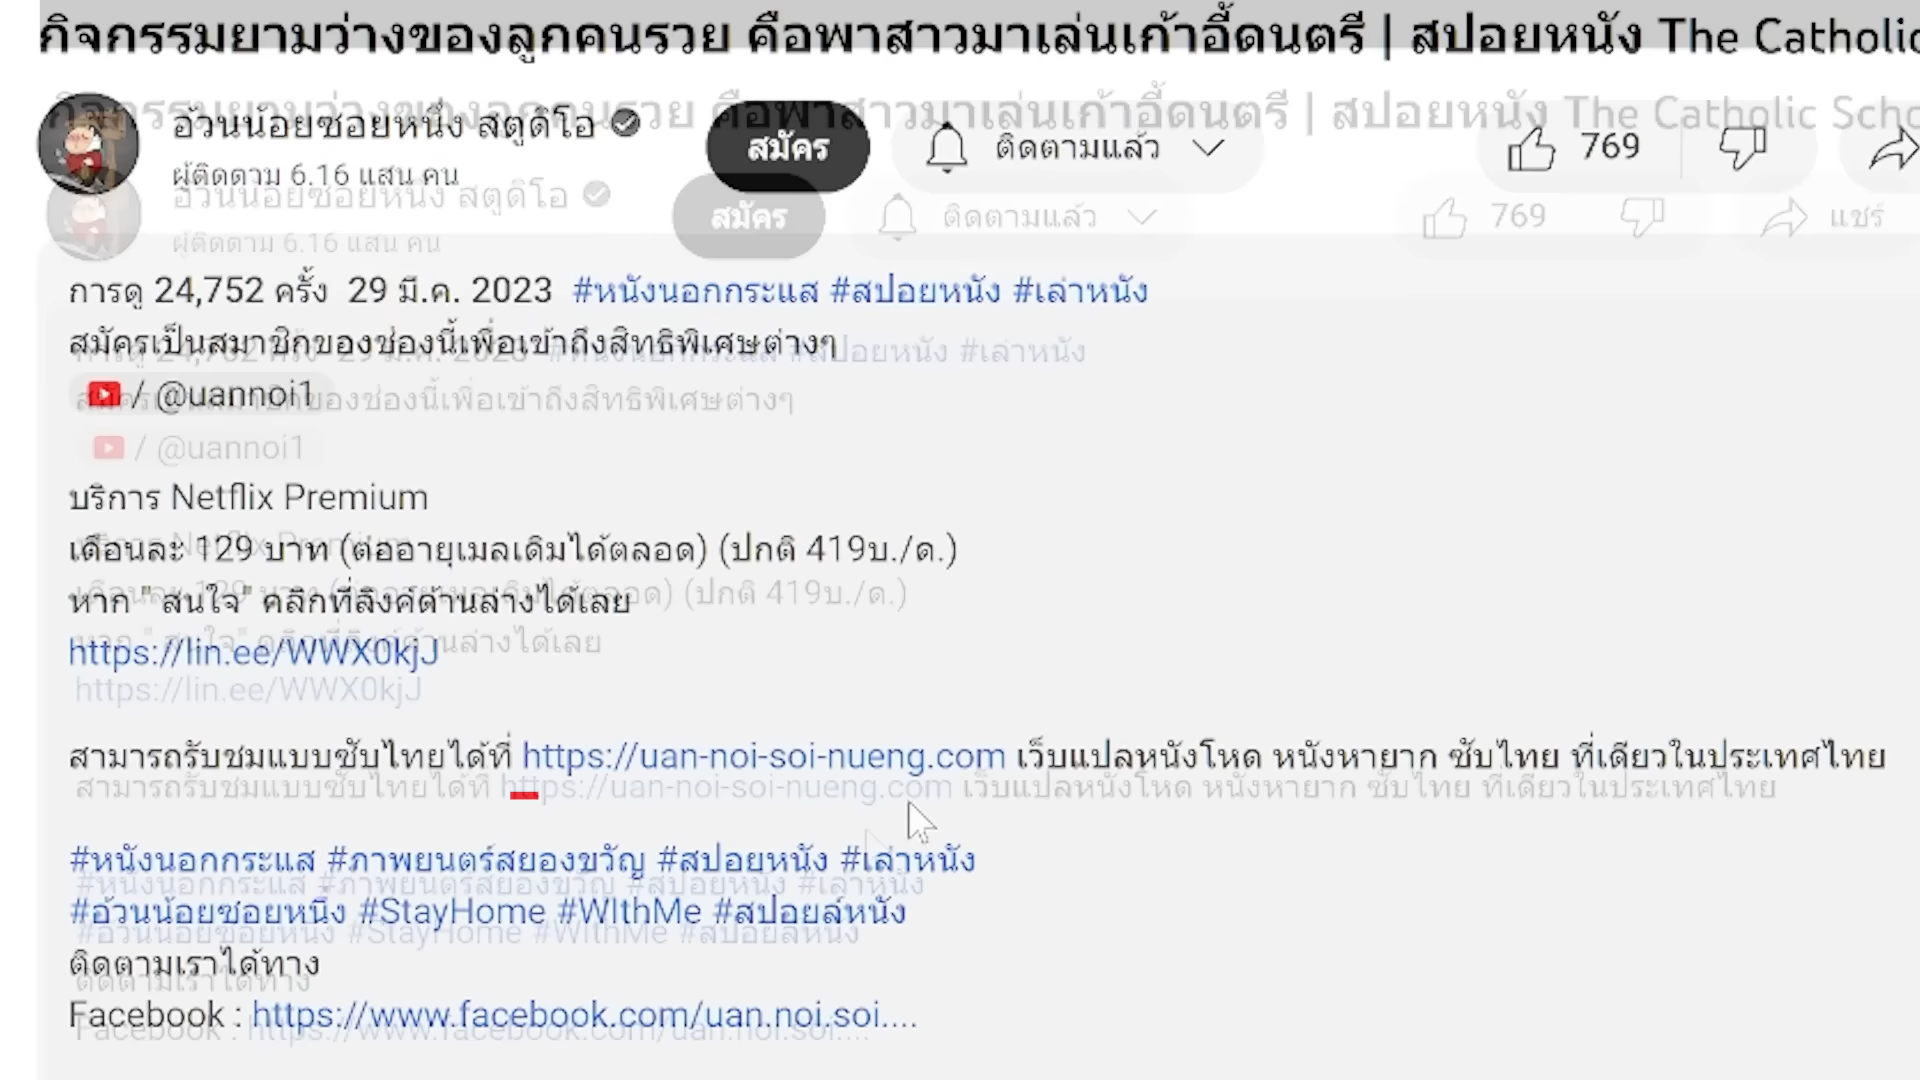 กิจกรรมยามว่างของลูกคนรวย คือพาสาวมาเล่นเก้าอี้ดนตรี | สปอยหนัง The Catholic
อ้วนน้อยซอยหนึ่ง สตูดิโอ
ผู้ติดตาม 6.16 แสน คน
สมัคร
ติดตามแล้ว
769
แชร์
การดู 24,752 ครั้ง 29 มี.ค. 2023 #หนังนอกกระแส #สปอยหนัง #เล่าหนัง
สมัครเป็นสมาชิกของช่องนี้เพื่อเข้าถึงสิทธิพิเศษต่างๆ
/ @uannoi1
บริการ Netflix Premium
เดือนละ 129 บาท (ต่ออายุเมลเดิมได้ตลอด) (ปกติ 419บ./ด.)
หาก " สนใจ" คลิกที่ลิงค์ด้านล่างได้เลย
https://lin.ee/WWX0kjJ
สามารถรับชมแบบซับไทยได้ที่ https://uan-noi-soi-nueng.com เว็บแปลหนังโหด หนังหายาก ซับไทย ที่เดียวในประเทศไทย
#หนังนอกกระแส #ภาพยนตร์สยองขวัญ #สปอยหนัง #เล่าหนัง
#อ้วนน้อยซอยหนึ่ง #StayHome #WIthMe #สปอยล์หนัง
ติดตามเราได้ทาง
Facebook : https://www.facebook.com/uan.noi.soi....